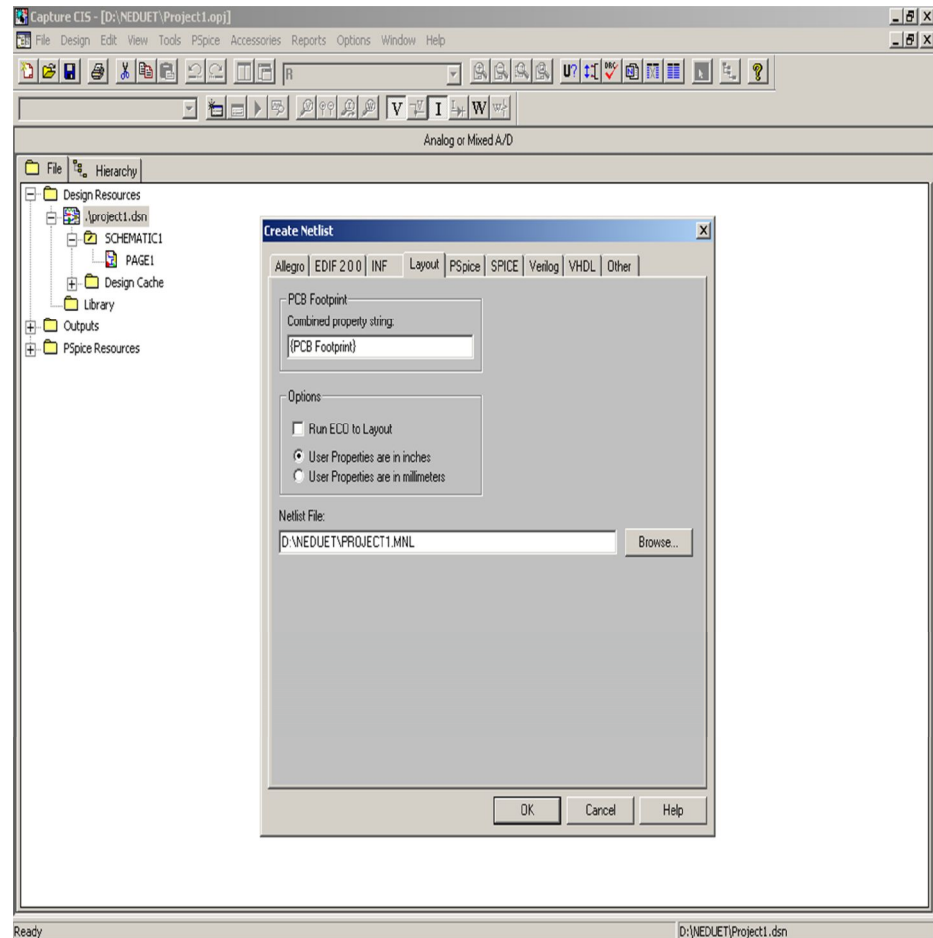 Capture CIS - [D:\NEDUET\Project1.opj]
File Design Edit View Tools PSpice Accessories Reports Options Window Help
R
U?
DRC
V I W
Analog or Mixed A/D
File Hierarchy
Design Resources
.\project1.dsn
SCHEMATIC1
PAGE1
Design Cache
Library
Outputs
PSpice Resources
Create Netlist
Allegro EDIF 2 0 0 INF Layout PSpice SPICE Verilog VHDL Other
PCB Footprint
Combined property string:
{PCB Footprint}
Options
Run ECO to Layout
User Properties are in inches
User Properties are in millimeters
Netlist File:
D:\NEDUET\PROJECT1.MNL
Browse...
OK Cancel Help
Ready D:\NEDUET\Project1.dsn